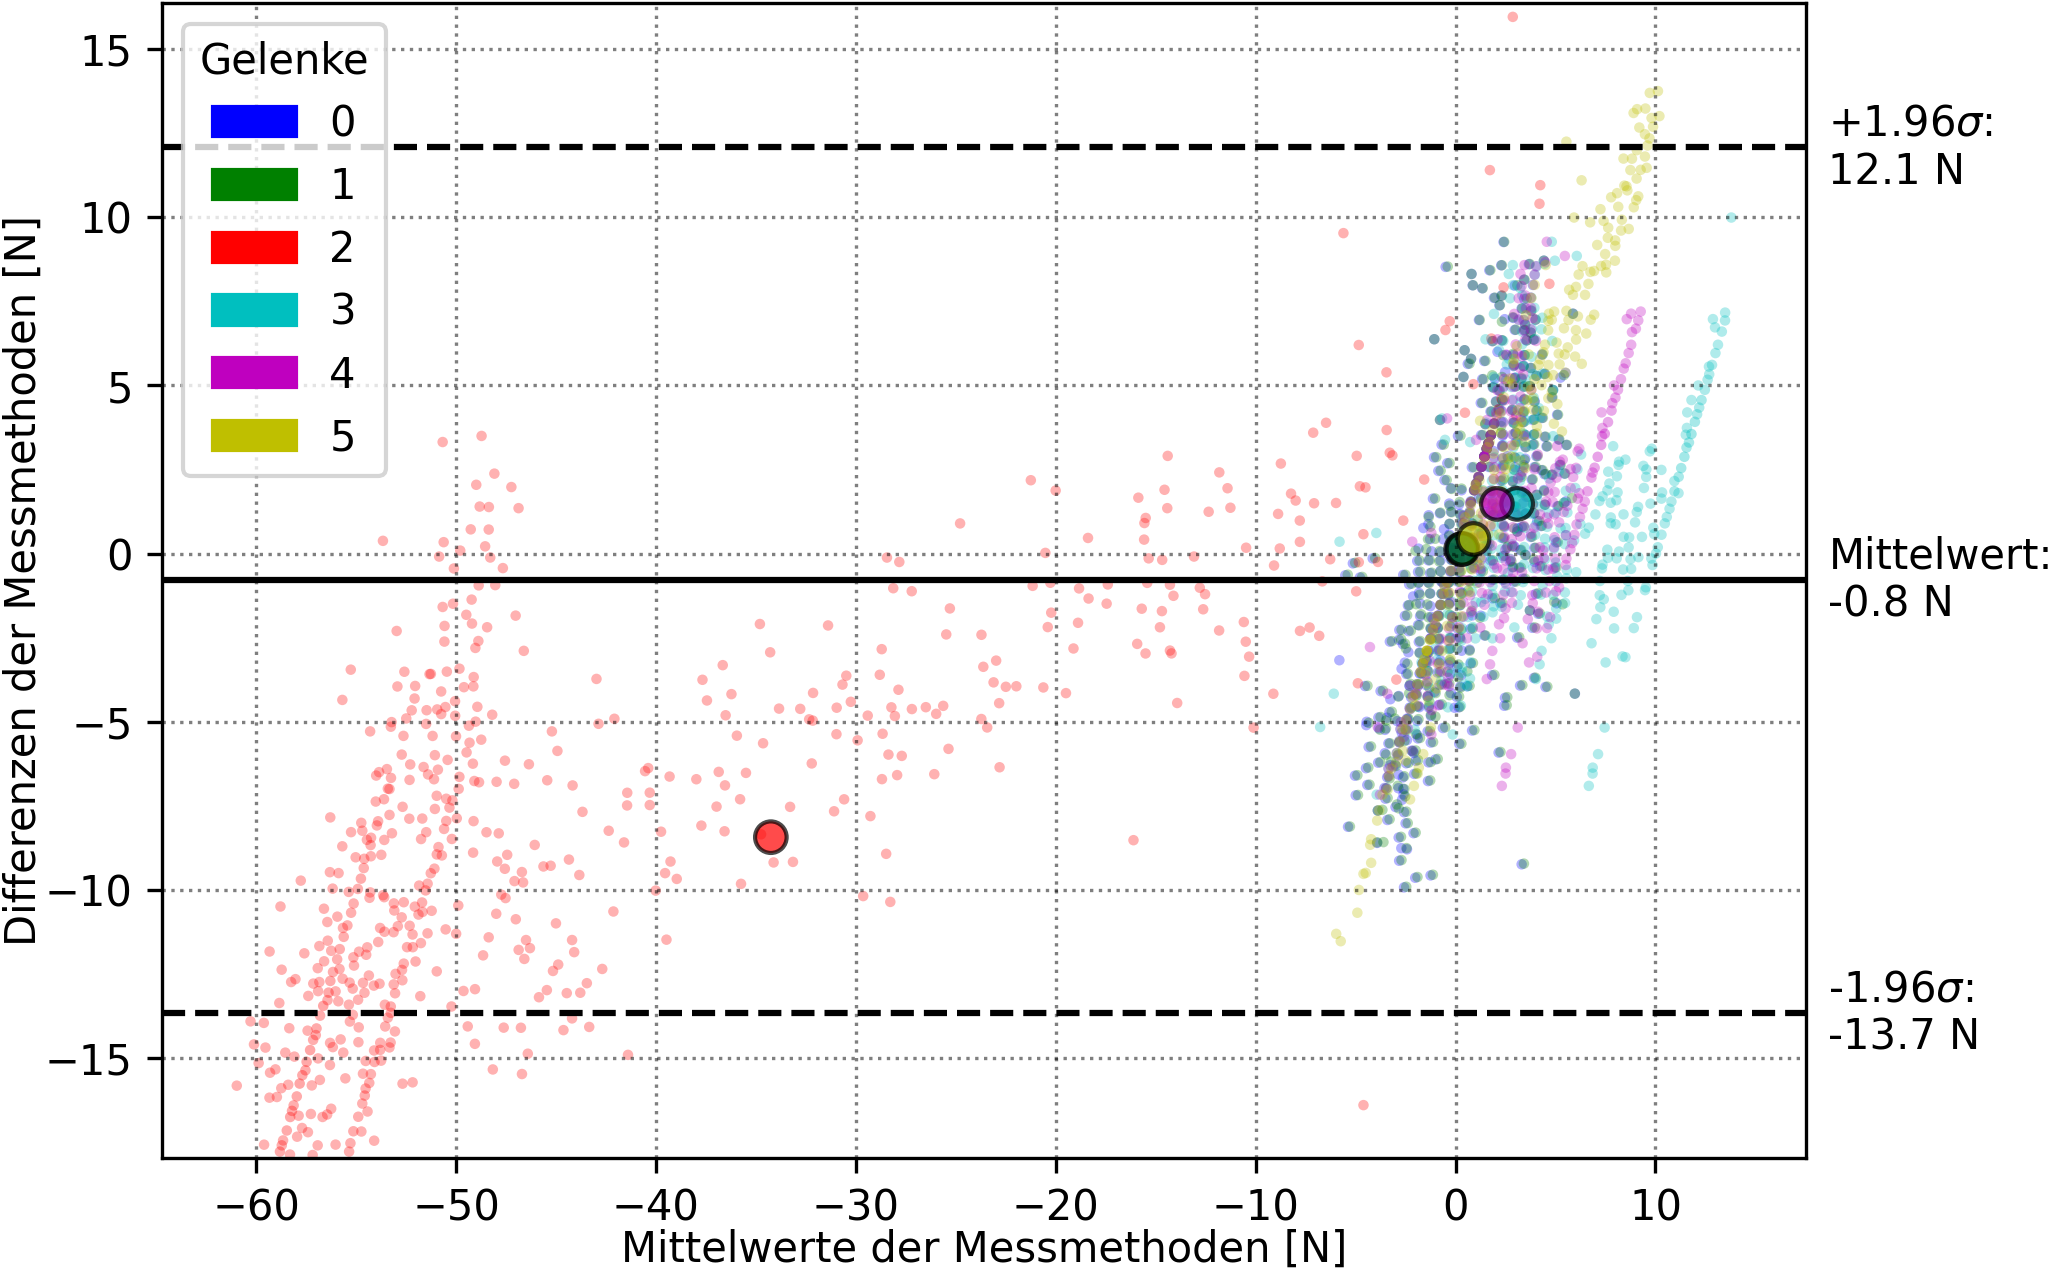 Gelenke
0
1
2
3
4
5
15
10
5
0
−5
−10
−15
Differenzen der Messmethoden [N]
+1.96σ:
12.1 N
Mittelwert:
-0.8 N
-1.96σ:
-13.7 N
−60 −50 −40 −30 −20 −10 0 10
Mittelwerte der Messmethoden [N]